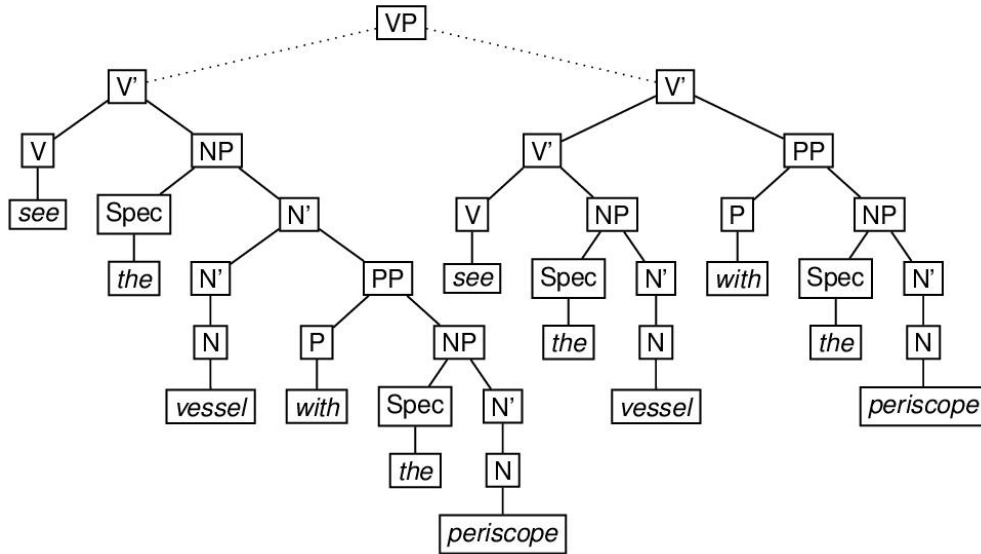 VP
V' V'
V NP V' PP
see Spec N' V NP P NP
the N' PP see Spec N' with Spec N'
N P NP the N the N
vessel with Spec N' vessel periscope
the N
periscope